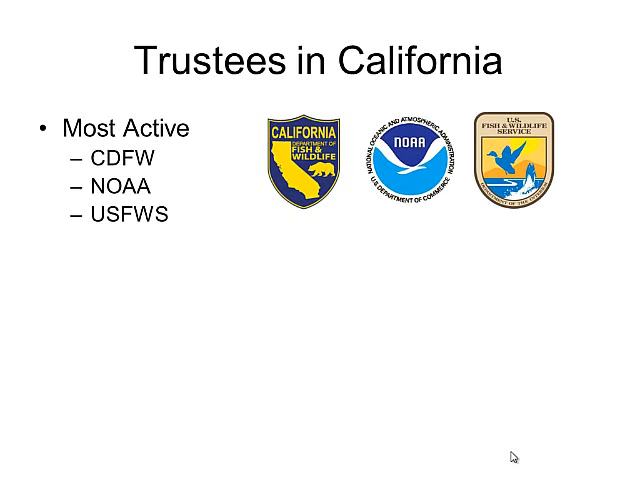 Trustees in California
• Most Active
– CDFW
– NOAA
– USFWS
CALIFORNIA
DEPARTMENT OF
FISH &
WILDLIFE
NATIONAL OCEANIC AND ATMOSPHERIC ADMINISTRATION
NOAA
U.S. DEPARTMENT OF COMMERCE
U.S.
FISH & WILDLIFE
SERVICE
DEPARTMENT OF THE INTERIOR